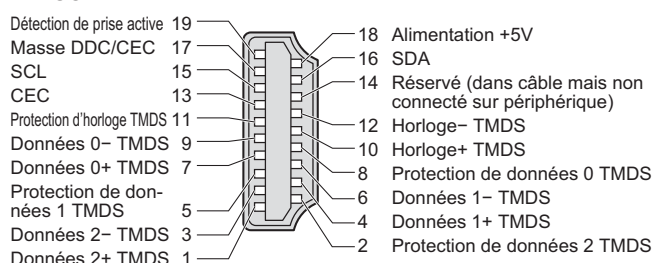 Détection de prise active 19
Masse DDC/CEC 17
SCL 15
CEC 13
Protection d'horloge TMDS 11
Données 0− TMDS 9
Données 0+ TMDS 7
Protection de don-
nées 1 TMDS 5
Données 2− TMDS 3
Données 2+ TMDS 1
18 Alimentation +5V
16 SDA
14 Réservé (dans câble mais non
connecté sur périphérique)
12 Horloge− TMDS
10 Horloge+ TMDS
8 Protection de données 0 TMDS
6 Données 1− TMDS
4 Données 1+ TMDS
2 Protection de données 2 TMDS